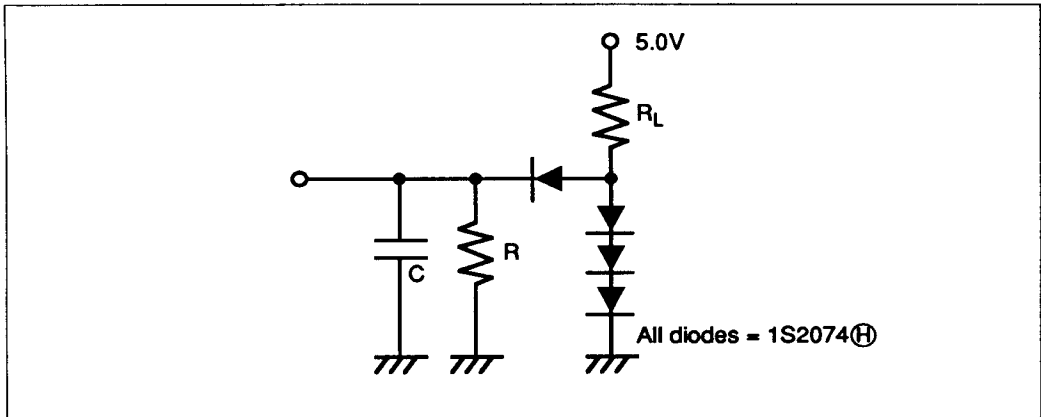 5.0V
R_L
R
C
All diodes = 1S2074Ⓗ